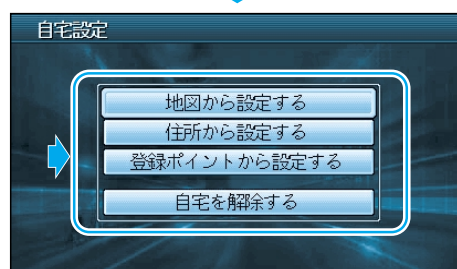 自宅設定
地図から設定する
住所から設定する
登録ポイントから設定する
自宅を解除する